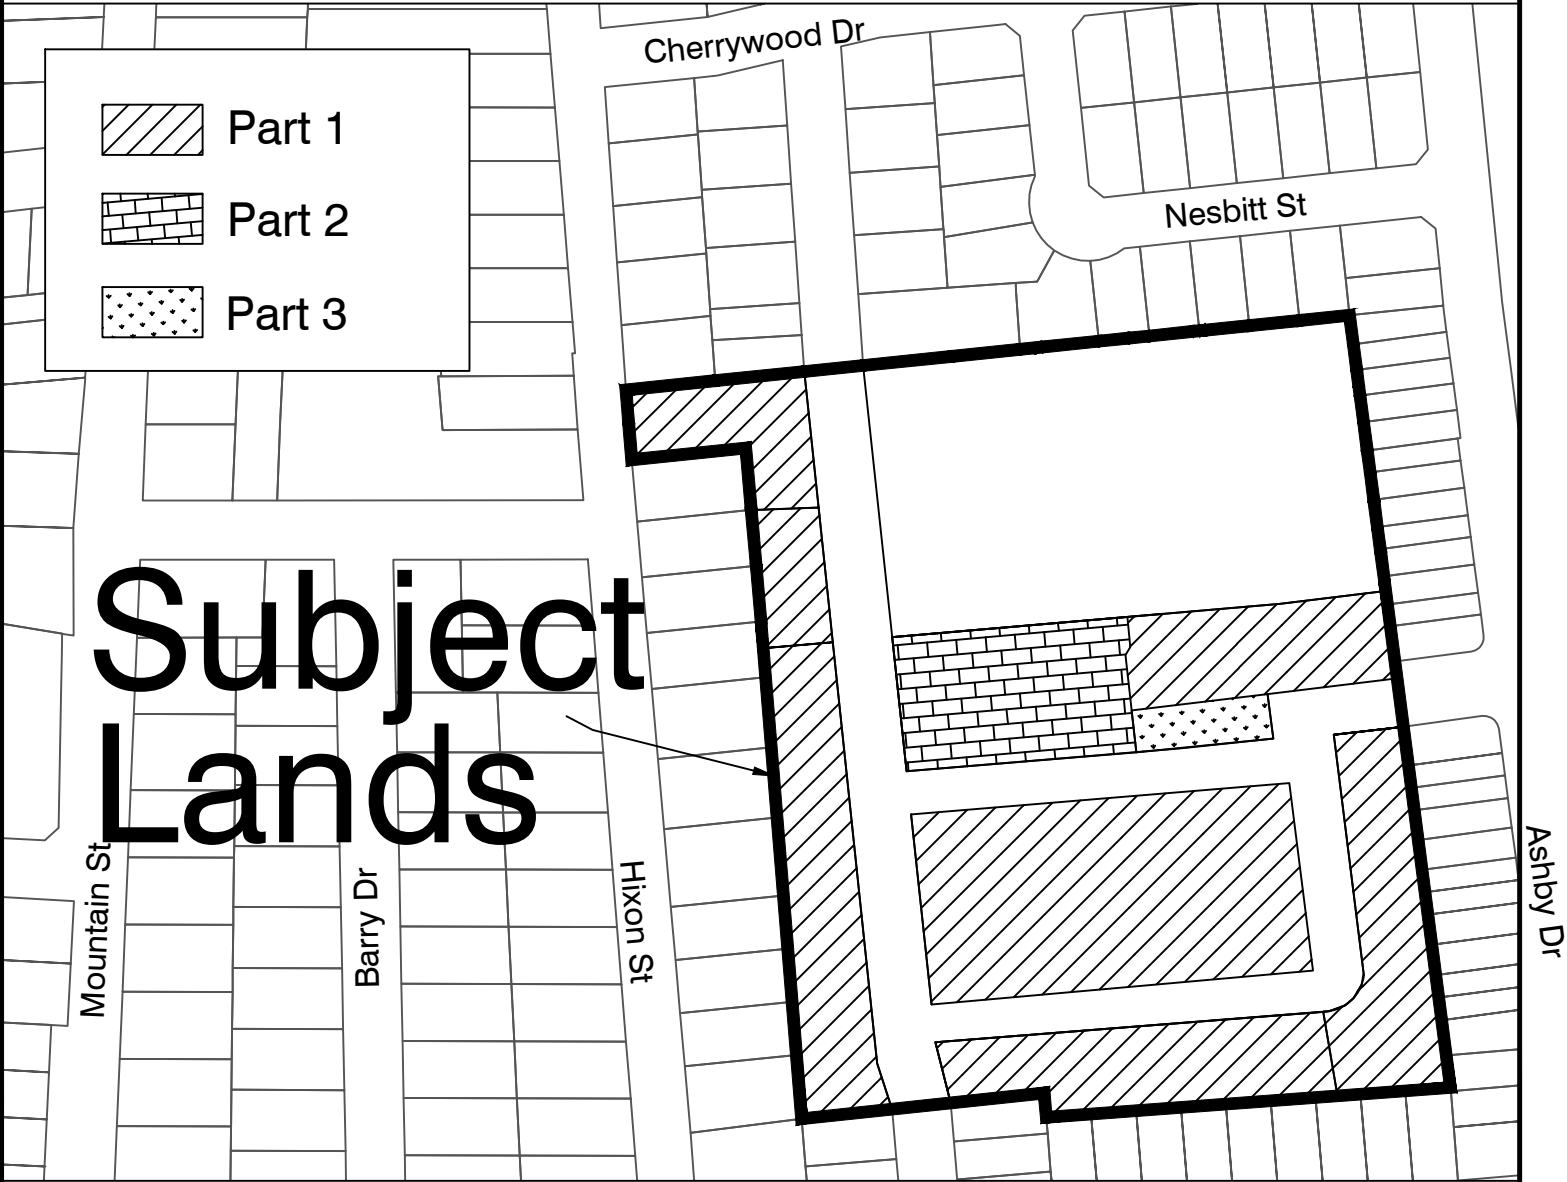 Cherrywood Dr
Part 1
Part 2
Part 3
Nesbitt St
Subject
Lands
Mountain St
Barry Dr
Hixon St
Ashby Dr